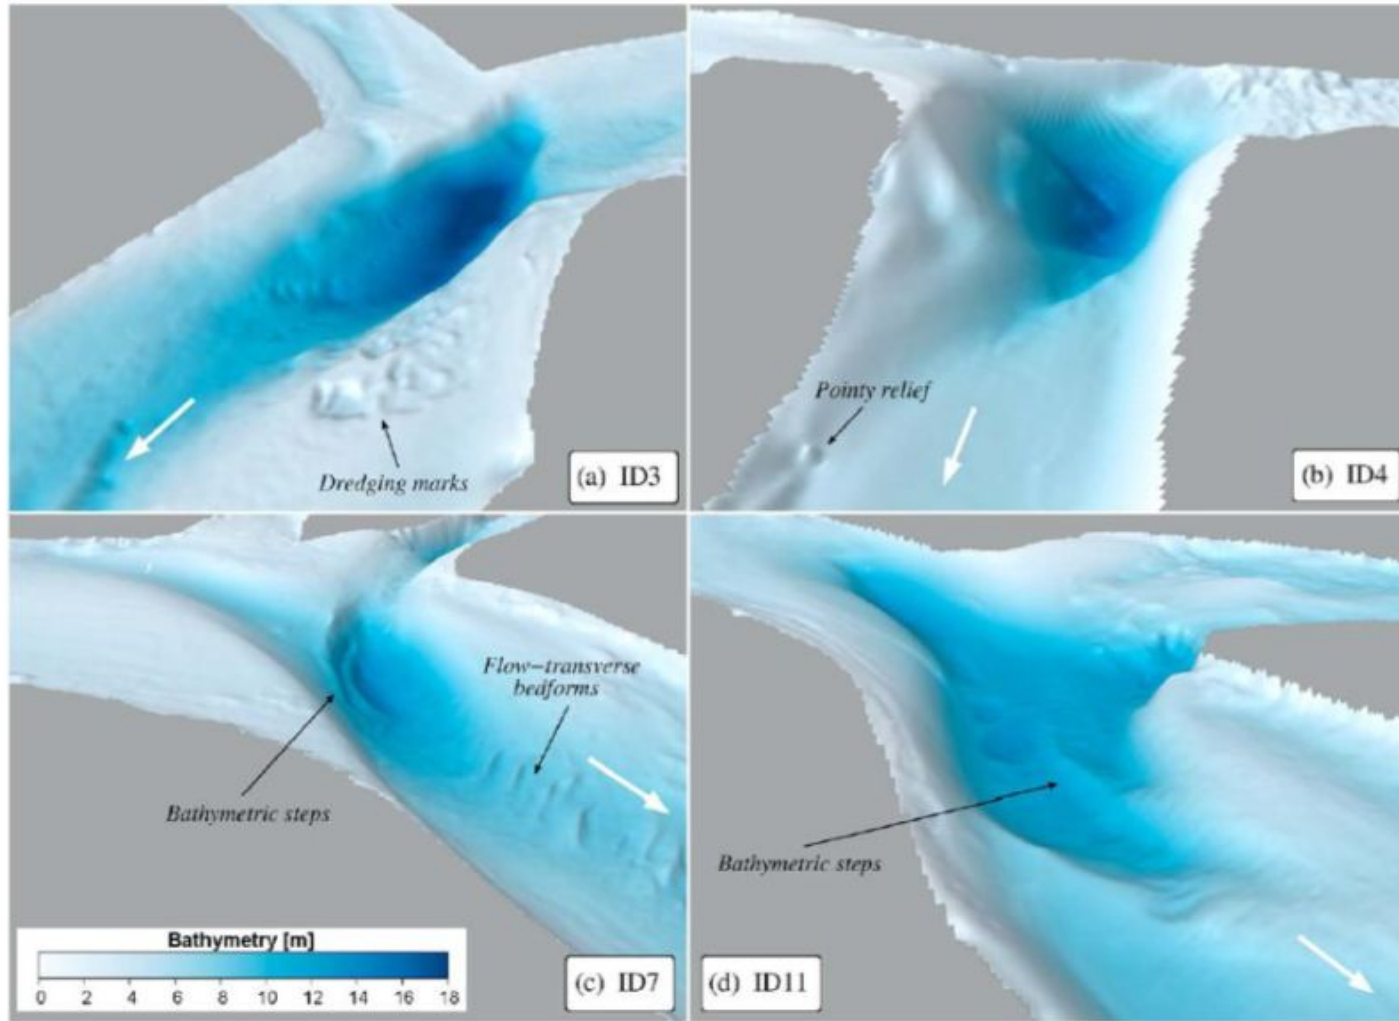 Dredging marks
(a) ID3
Pointy relief
(b) ID4
Flow-transverse
bedforms
Bathymetric steps
Bathymetry [m]
0 2 4 6 8 10 12 14 16 18
(c) ID7
Bathymetric steps
(d) ID11